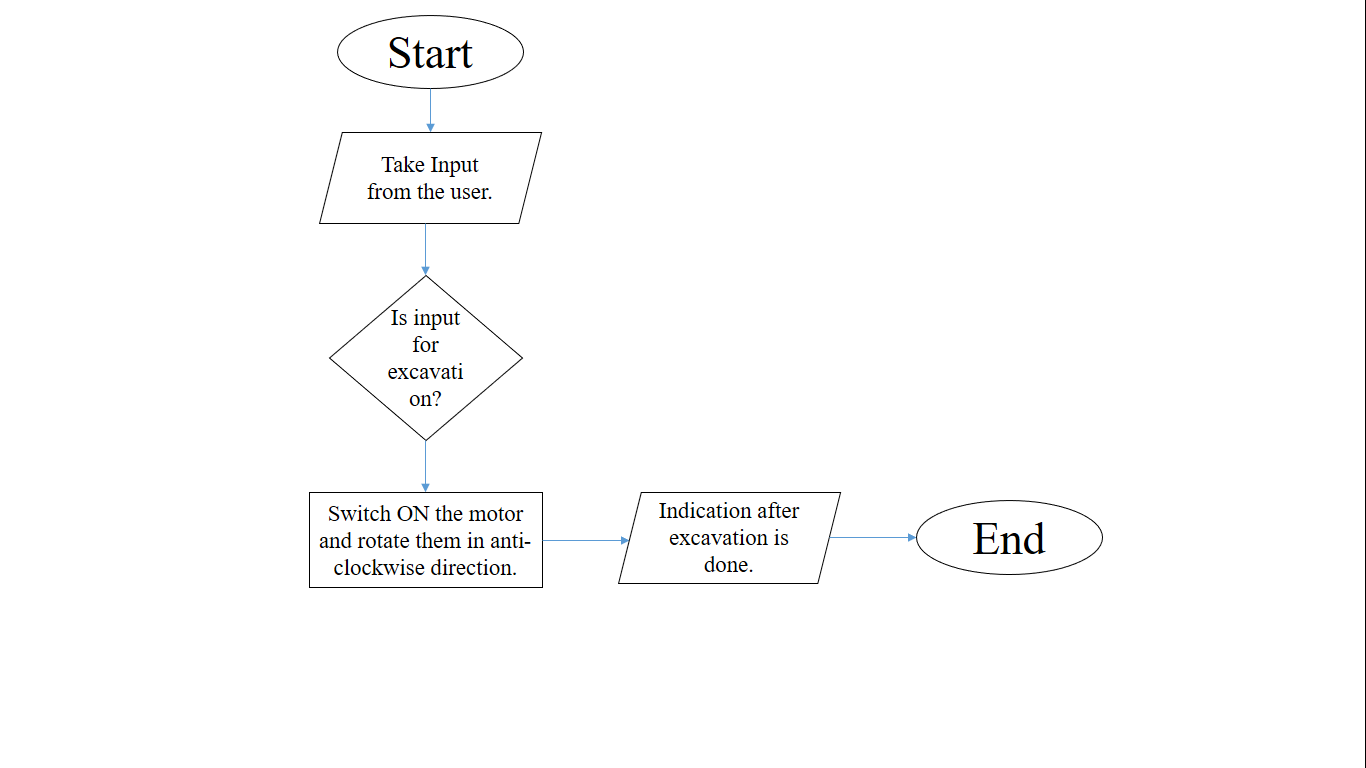 Start
Take Input
from the user.
Is input
for
excavati
on?
Switch ON the motor
and rotate them in anti-
clockwise direction.
Indication after
excavation is
done.
End